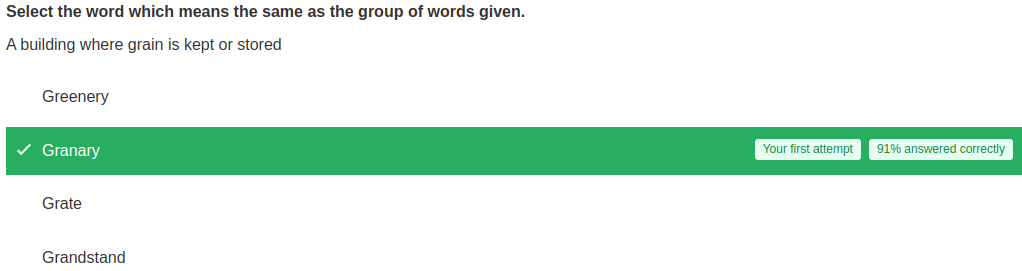 Select the word which means the same as the group of words given.
A building where grain is kept or stored
Greenery
Granary Your first attempt 91% answered correctly
Grate
Grandstand